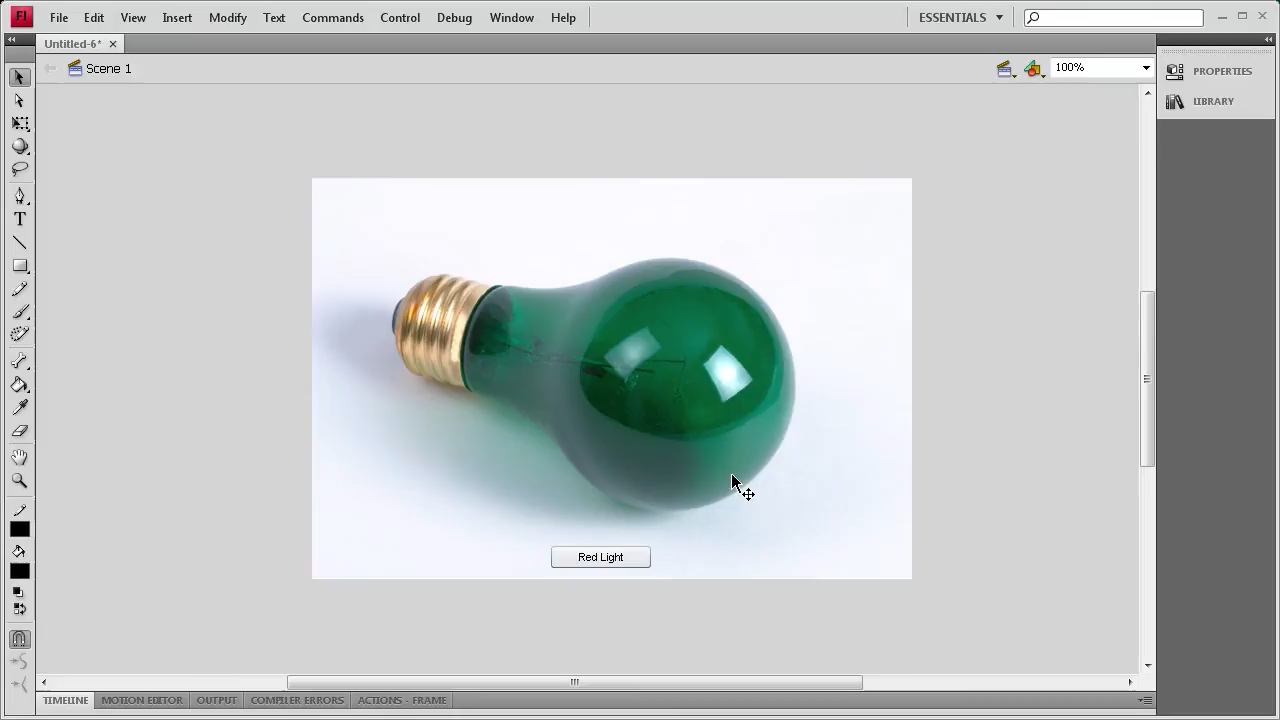 Fl File Edit View Insert Modify Text Commands Control Debug Window Help ESSENTIALS
Untitled-6*
Scene 1 100%
PROPERTIES
LIBRARY
T
Red Light
TIMELINE MOTION EDITOR OUTPUT COMPILER ERRORS ACTIONS - FRAME